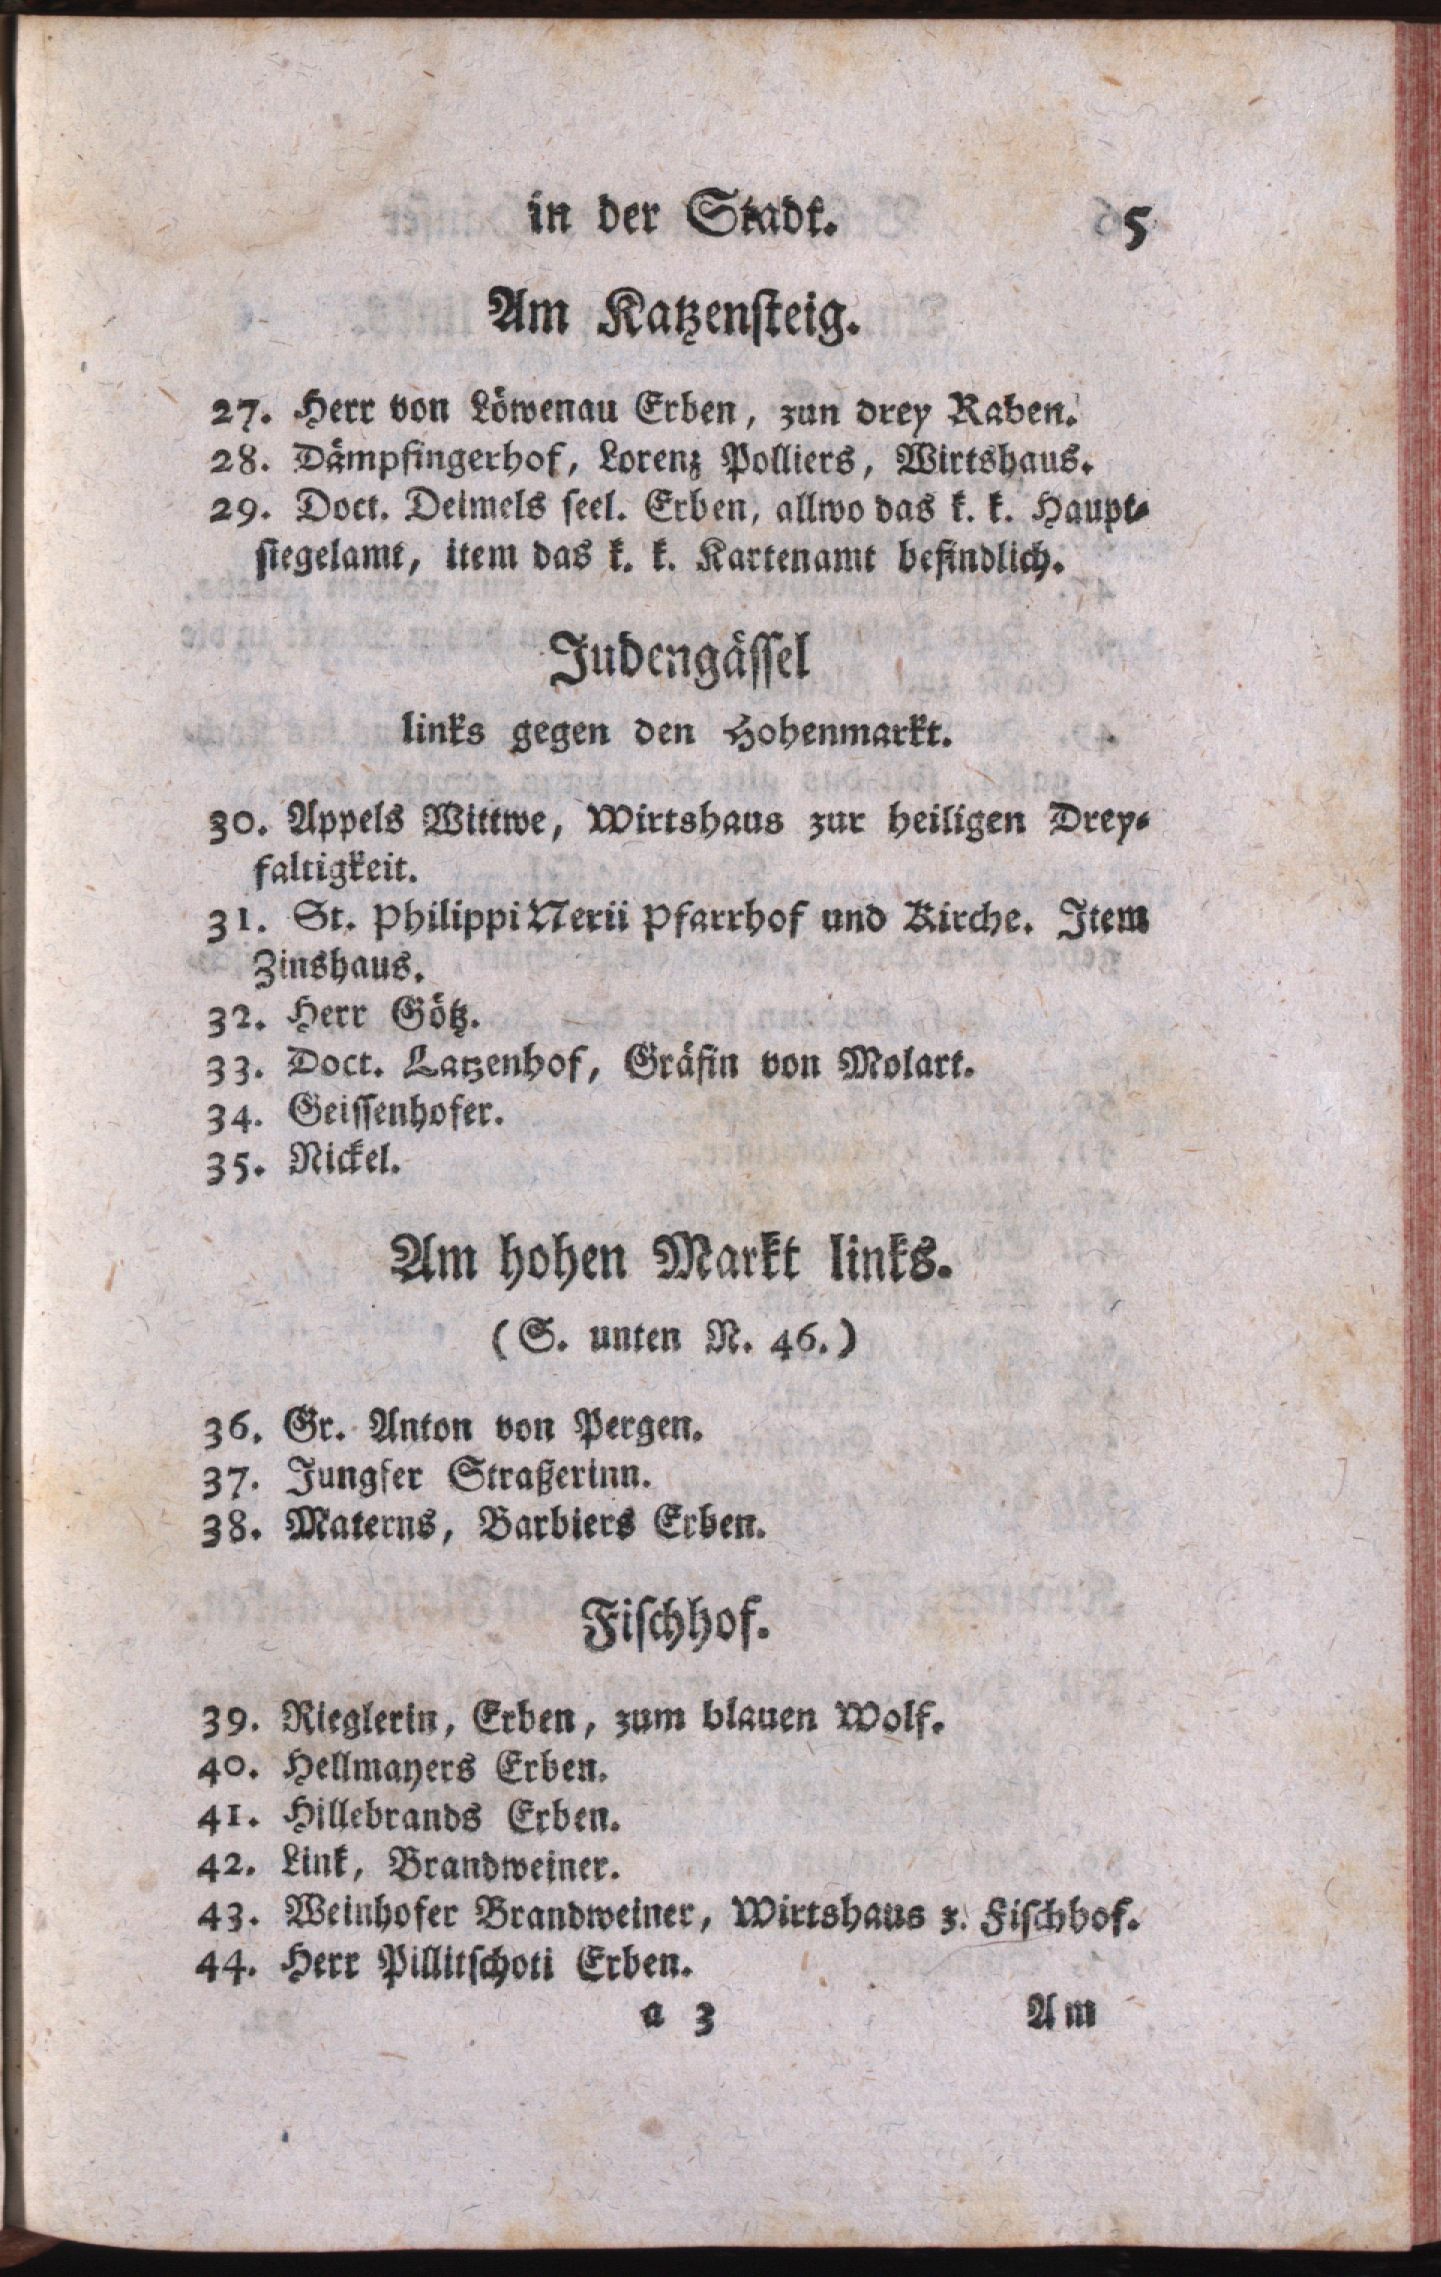 in der Stadt. 5
Am Katzensteig.
27. Herr von Löwenau Erben, zun drey Raben.
28. Dämpfingerhof, Lorenz Polliers, Wirtshaus.
29. Doct. Deimels seel. Erben, allwo das k. k. Haupt-
siegelamt, item das k. k. Kartenamt befindlich.
Judengässel
links gegen den Hohenmarkt.
30. Appels Wittwe, Wirtshaus zur heiligen Drey-
faltigkeit.
31. St. Philippi Nerii Pfarrhof und Kirche. Item
Zinshaus.
32. Herr Götz.
33. Doct. Latzenhof, Gräfin von Molart.
34. Geissenhofer.
35. Nickel.
Am hohen Markt links.
(S. unten N. 46.)
36. Gr. Anton von Pergen.
37. Jungfer Straßerinn.
38. Materns, Barbiers Erben.
Fischhof.
39. Rieglerin, Erben, zum blauen Wolf.
40. Hellmayers Erben.
41. Hillebrands Erben.
42. Link, Brandweiner.
43. Weinhofer Brandweiner, Wirtshaus z. Fischhof.
44. Herr Pillitschoti Erben.
a 3 Am